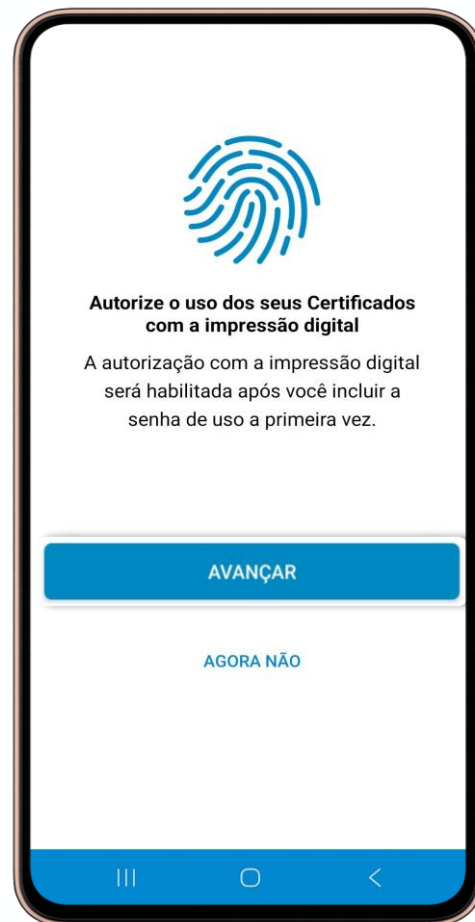 Autorize o uso dos seus Certificados
com a impressão digital
A autorização com a impressão digital
será habilitada após você incluir a
senha de uso a primeira vez.
AVANÇAR
AGORA NÃO